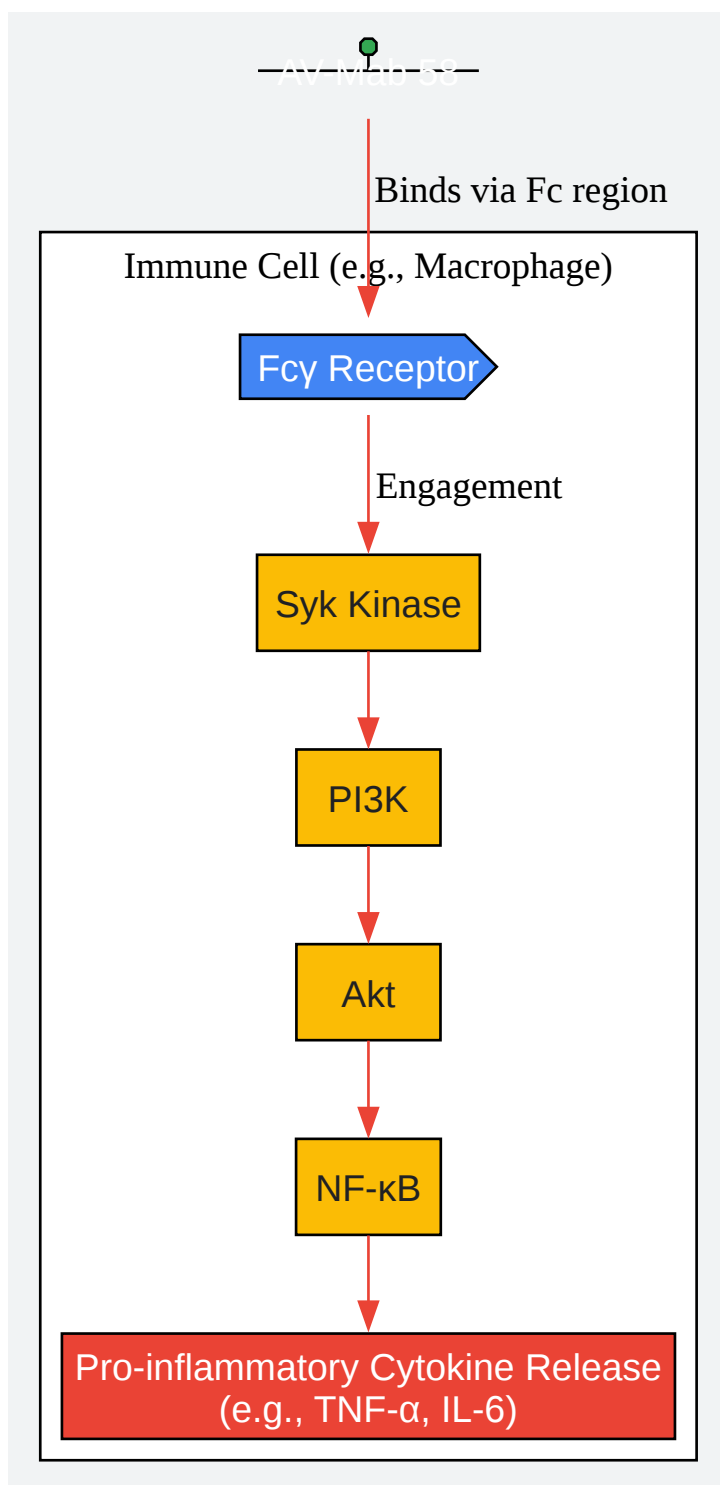 AV-Mab 58
Binds via Fc region
Immune Cell (e.g., Macrophage)
Fcγ Receptor
Engagement
Syk Kinase
PI3K
Akt
NF-κB
Pro-inflammatory Cytokine Release
(e.g., TNF-α, IL-6)